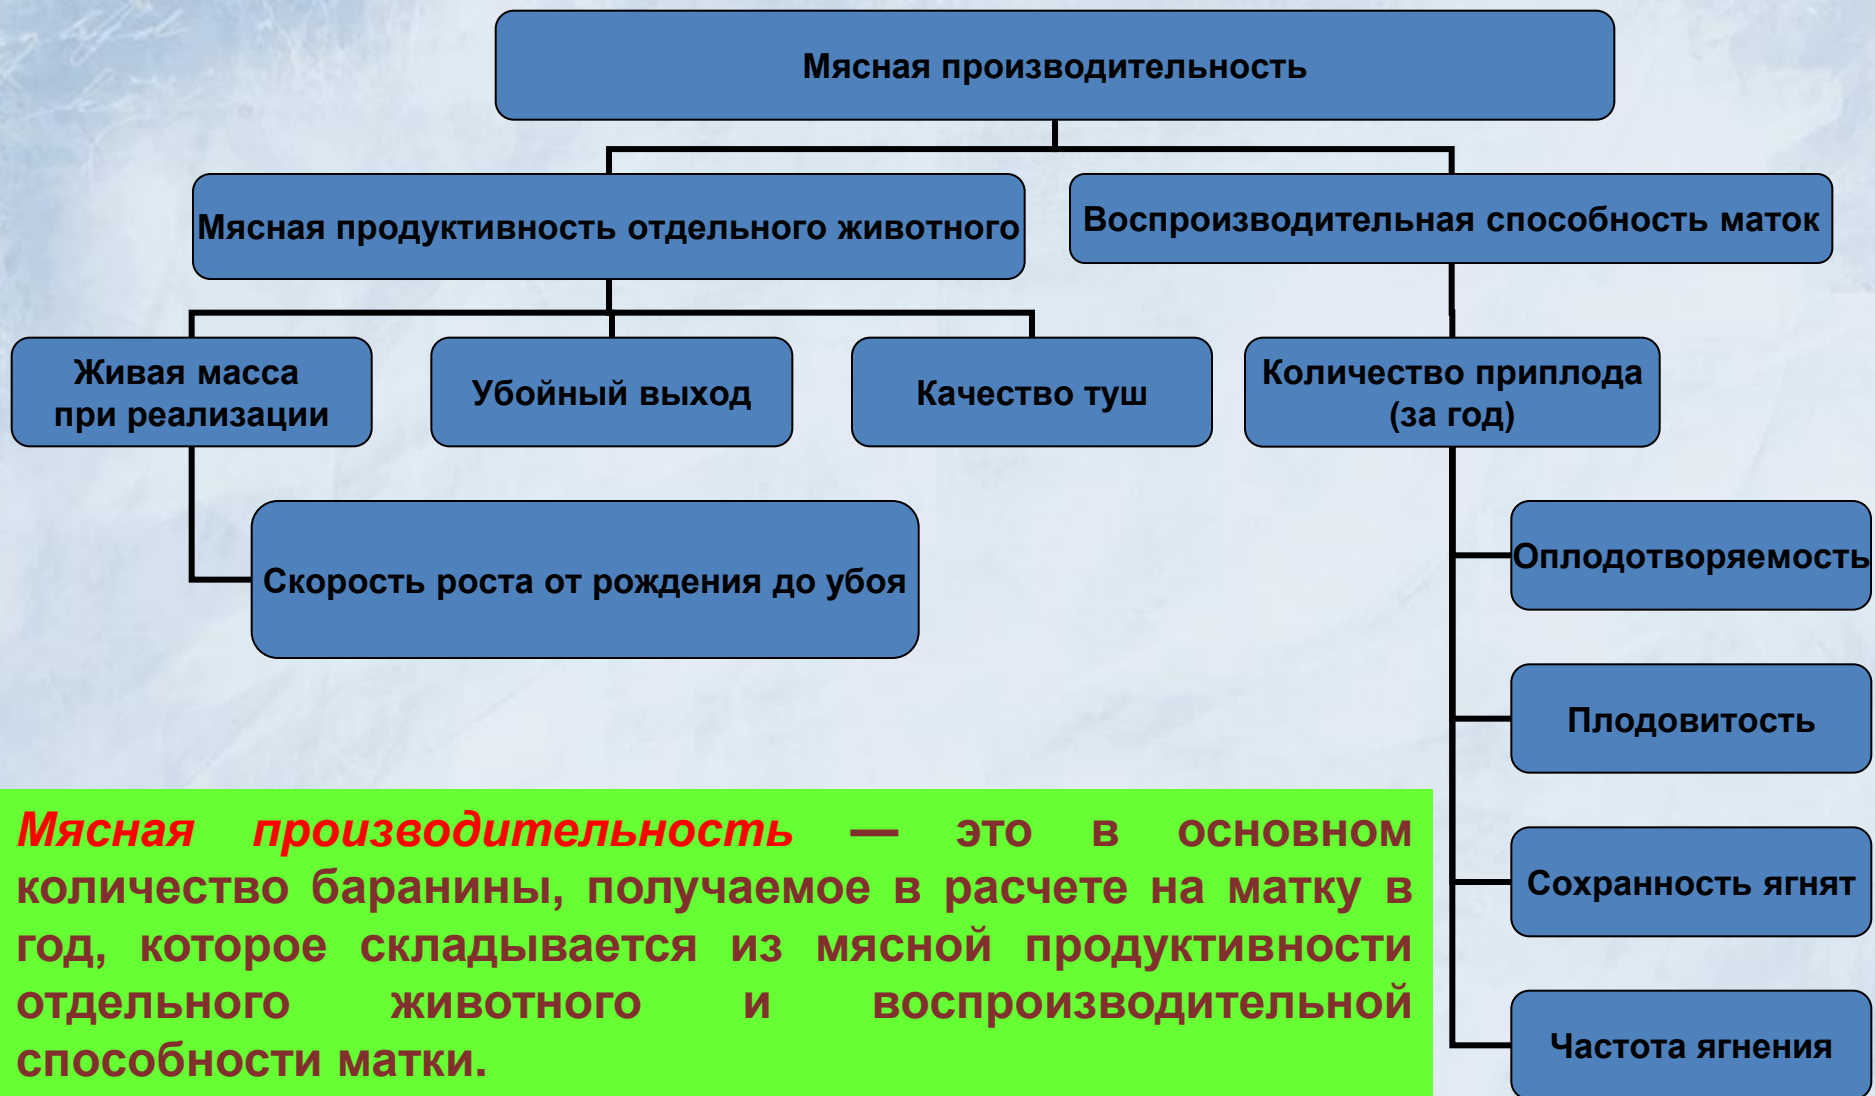 Мясная производительность
Мясная продуктивность отдельного животного
Воспроизводительная способность маток
Живая масса
при реализации
Убойный выход
Качество туш
Количество приплода
(за год)
Скорость роста от рождения до убоя
Оплодотворяемость
Плодовитость
Сохранность ягнят
Частота ягнения
Мясная производительность — это в основном
количество баранины, получаемое в расчете на матку в
год, которое складывается из мясной продуктивности
отдельного животного и воспроизводительной
способности матки.